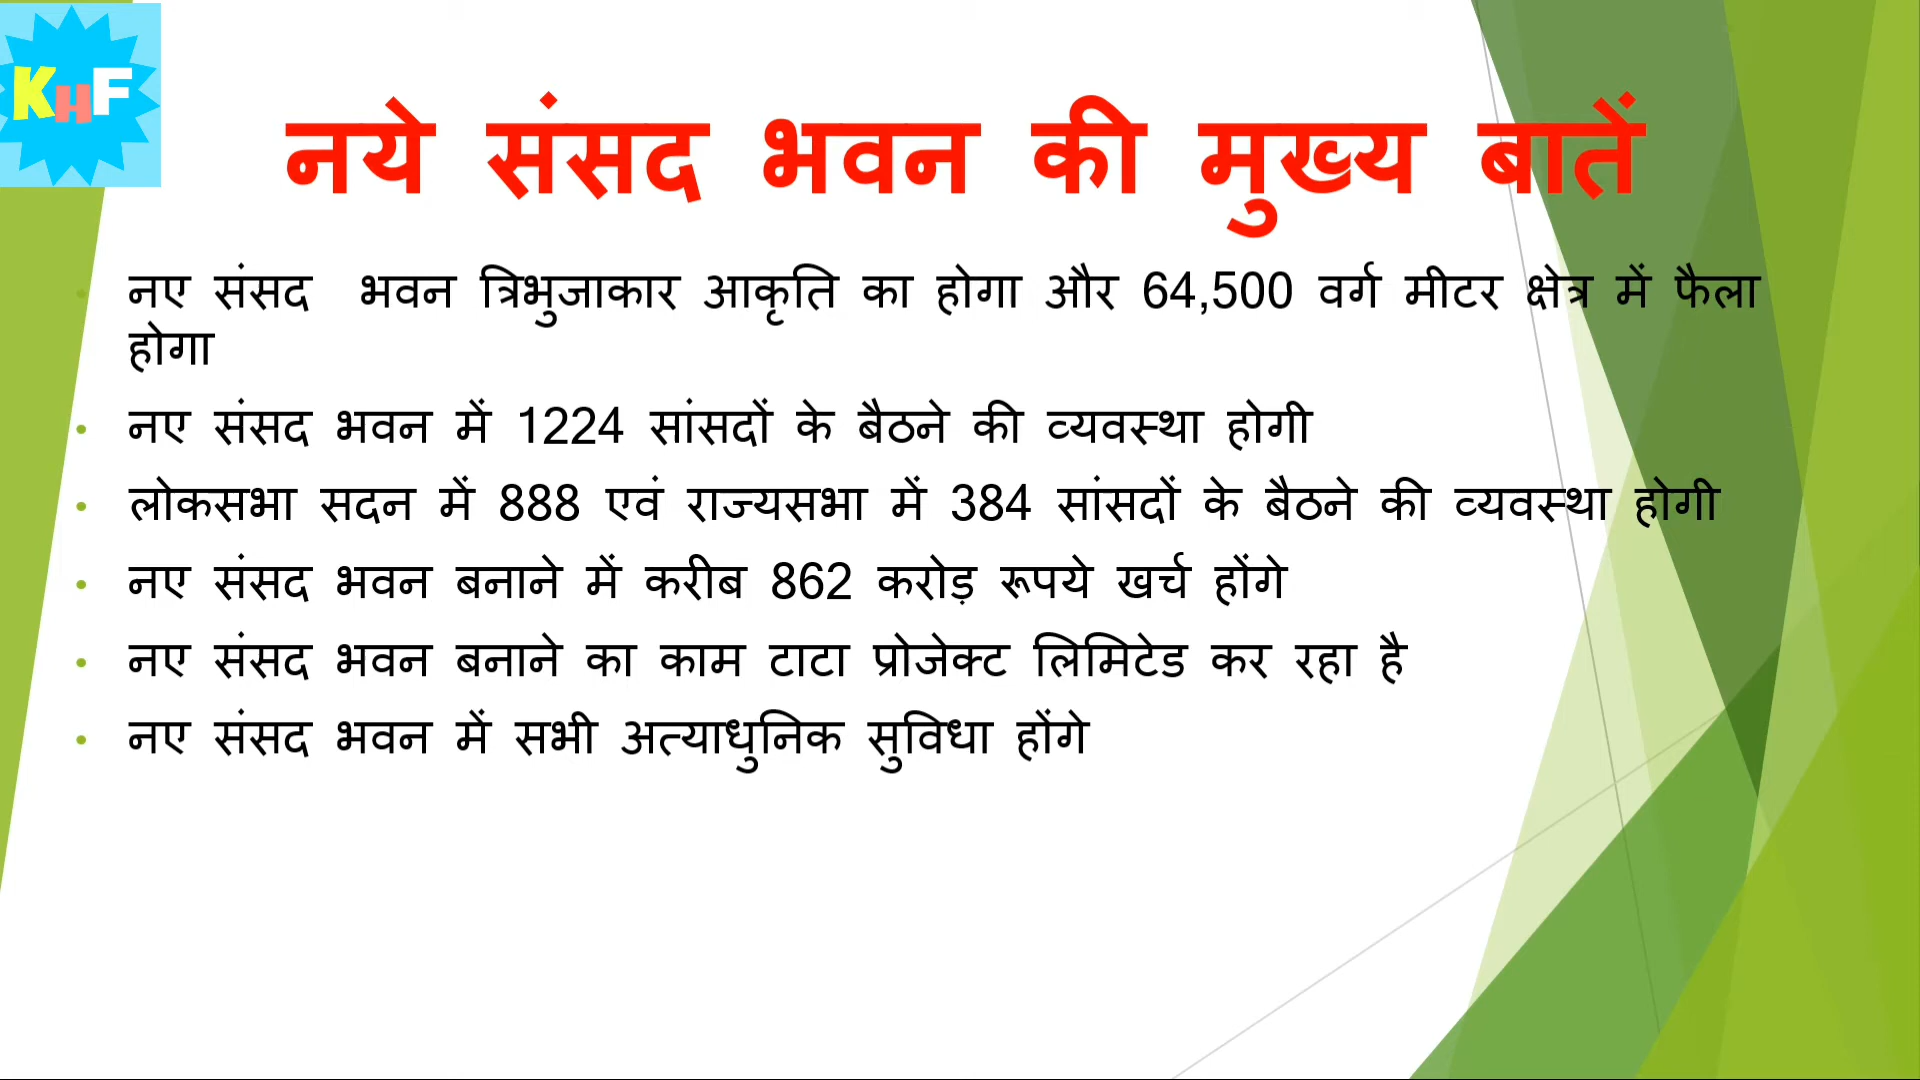 KHF
नये संसद भवन की मुख्य बातें
नए संसद भवन त्रिभुजाकार आकृति का होगा और 64,500 वर्ग मीटर क्षेत्र में फैला
होगा
नए संसद भवन में 1224 सांसदों के बैठने की व्यवस्था होगी
लोकसभा सदन में 888 एवं राज्यसभा में 384 सांसदों के बैठने की व्यवस्था होगी
नए संसद भवन बनाने में करीब 862 करोड़ रूपये खर्च होंगे
नए संसद भवन बनाने का काम टाटा प्रोजेक्ट लिमिटेड कर रहा है
नए संसद भवन में सभी अत्याधुनिक सुविधा होंगे